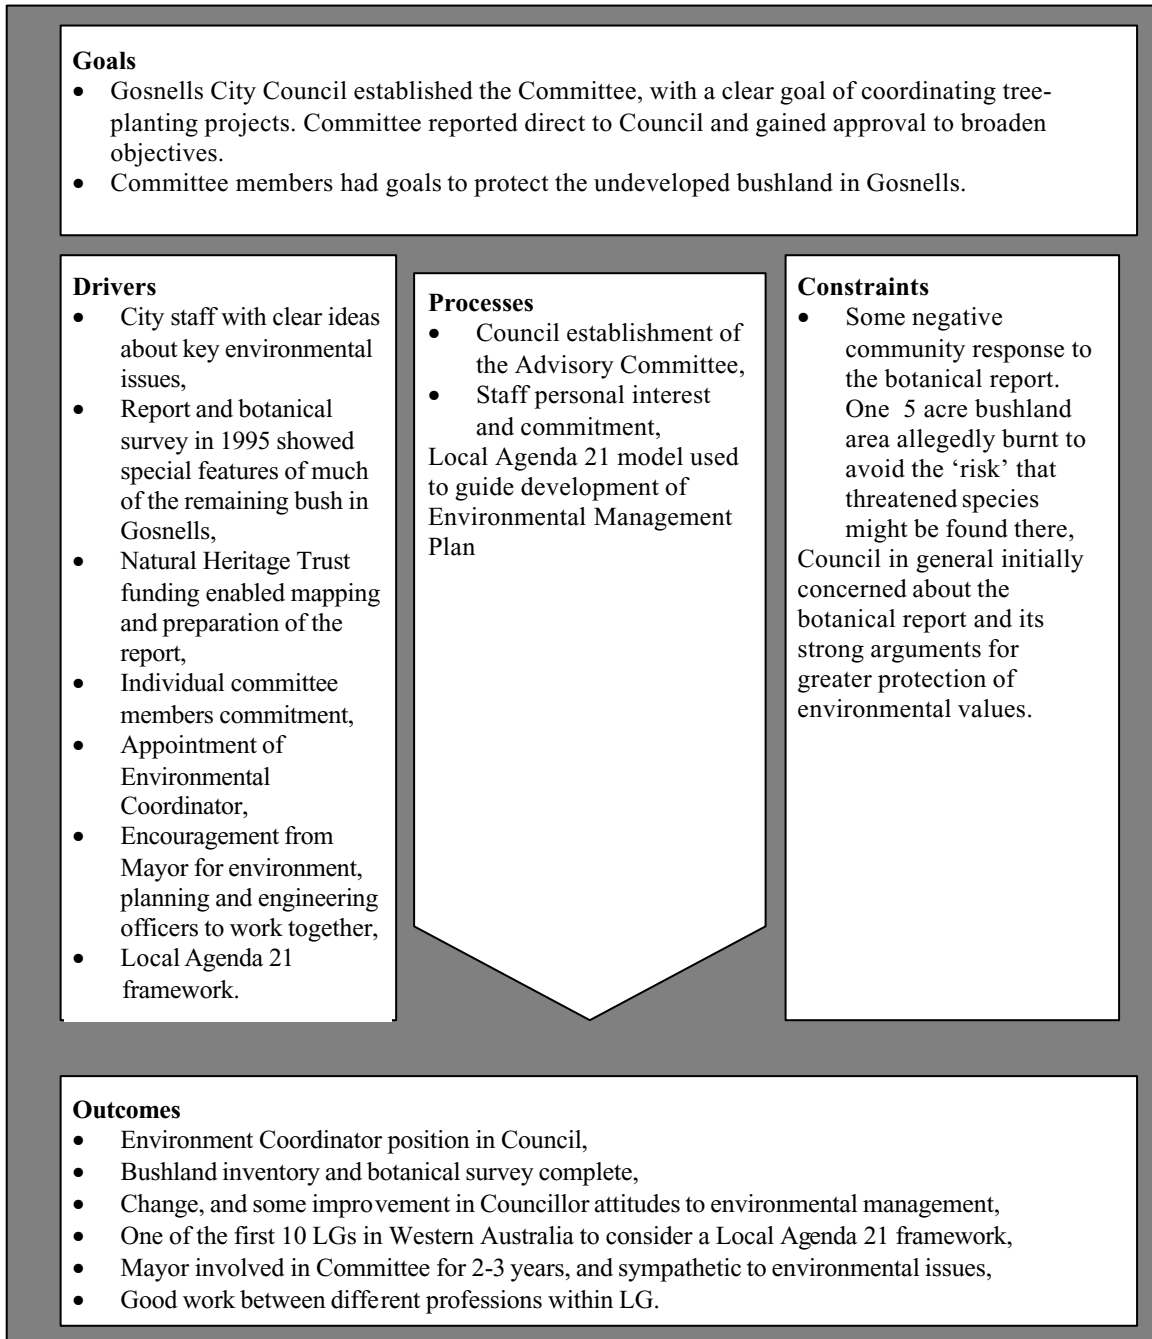 Goals
• Gosnells City Council established the Committee, with a clear goal of coordinating tree-
planting projects. Committee reported direct to Council and gained approval to broaden
objectives.
• Committee members had goals to protect the undeveloped bushland in Gosnells.
Drivers
• City staff with clear ideas
about key environmental
issues,
• Report and botanical
survey in 1995 showed
special features of much
of the remaining bush in
Gosnells,
• Natural Heritage Trust
funding enabled mapping
and preparation of the
report,
• Individual committee
members commitment,
• Appointment of
Environmental
Coordinator,
• Encouragement from
Mayor for environment,
planning and engineering
officers to work together,
• Local Agenda 21
framework.
Processes
• Council establishment of
the Advisory Committee,
• Staff personal interest
and commitment,
Local Agenda 21 model used
to guide development of
Environmental Management
Plan
Constraints
• Some negative
community response to
the botanical report.
One 5 acre bushland
area allegedly burnt to
avoid the ‘risk’ that
threatened species
might be found there,
Council in general initially
concerned about the
botanical report and its
strong arguments for
greater protection of
environmental values.
Outcomes
• Environment Coordinator position in Council,
• Bushland inventory and botanical survey complete,
• Change, and some improvement in Councillor attitudes to environmental management,
• One of the first 10 LGs in Western Australia to consider a Local Agenda 21 framework,
• Mayor involved in Committee for 2-3 years, and sympathetic to environmental issues,
• Good work between different professions within LG.